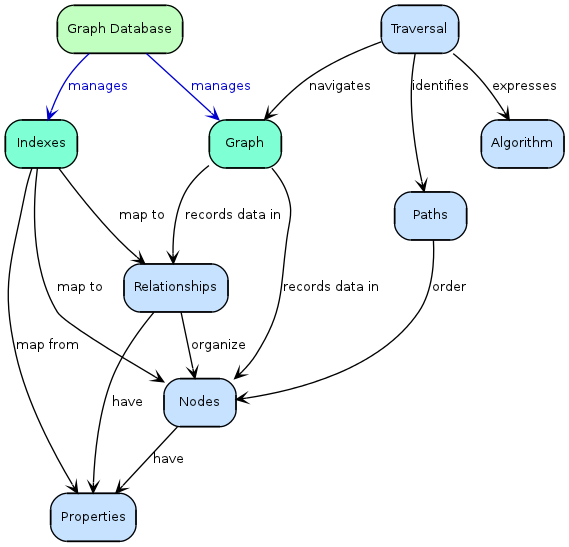 Graph Database
Traversal
manages
manages
navigates
identifies
expresses
Indexes
Graph
Algorithm
map to
records data in
Paths
Relationships
map to
records data in
order
map from
organize
have
Nodes
have
Properties